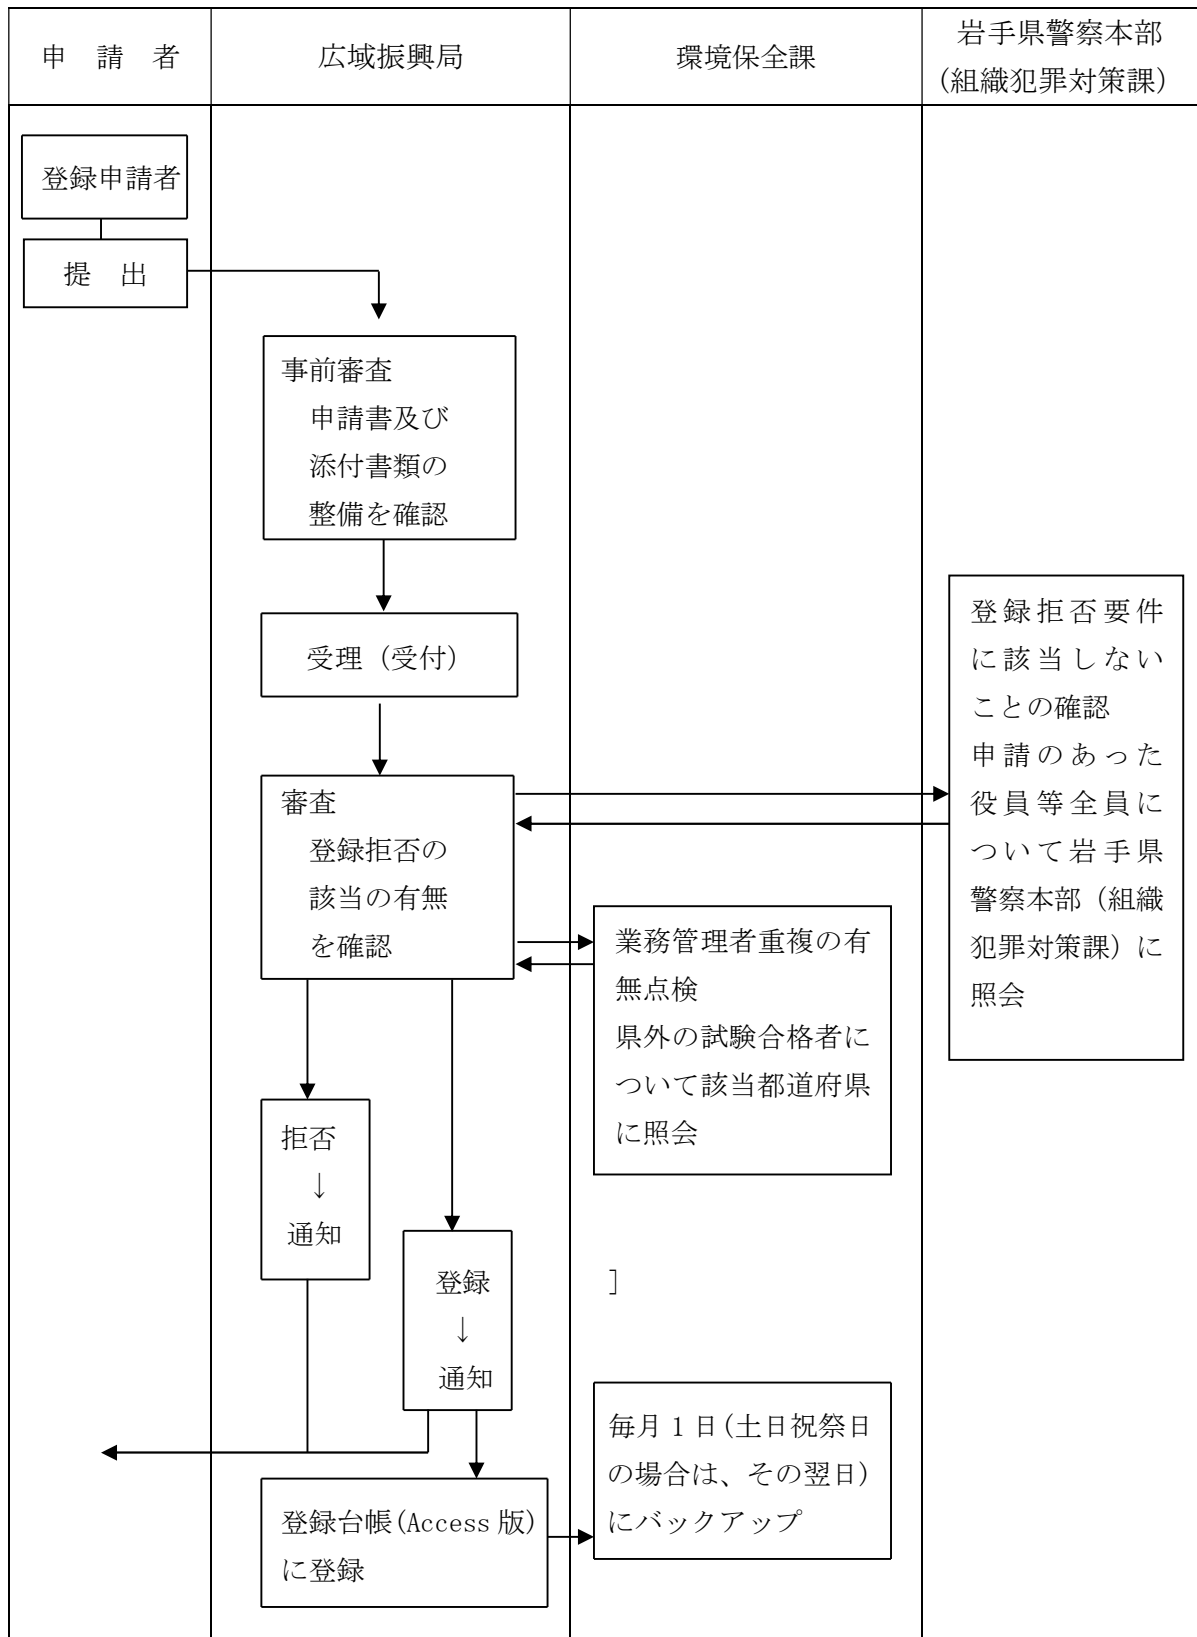 申　請　者
広域振興局
環境保全課
岩手県警察本部
(組織犯罪対策課)
登録申請者
提　出
事前審査
申請書及び
添付書類の
整備を確認
受理（受付）
審査
登録拒否の
該当の有無
を確認
登録拒否要件
に該当しない
ことの確認
申請のあった
役員等全員に
ついて岩手県
警察本部（組織
犯罪対策課）に
照会
業務管理者重複の有
無点検
県外の試験合格者に
ついて該当都道府県
に照会
拒否
↓
通知
登録
↓
通知
］
毎月１日(土日祝祭日
の場合は、その翌日)
にバックアップ
登録台帳(Access 版)
に登録